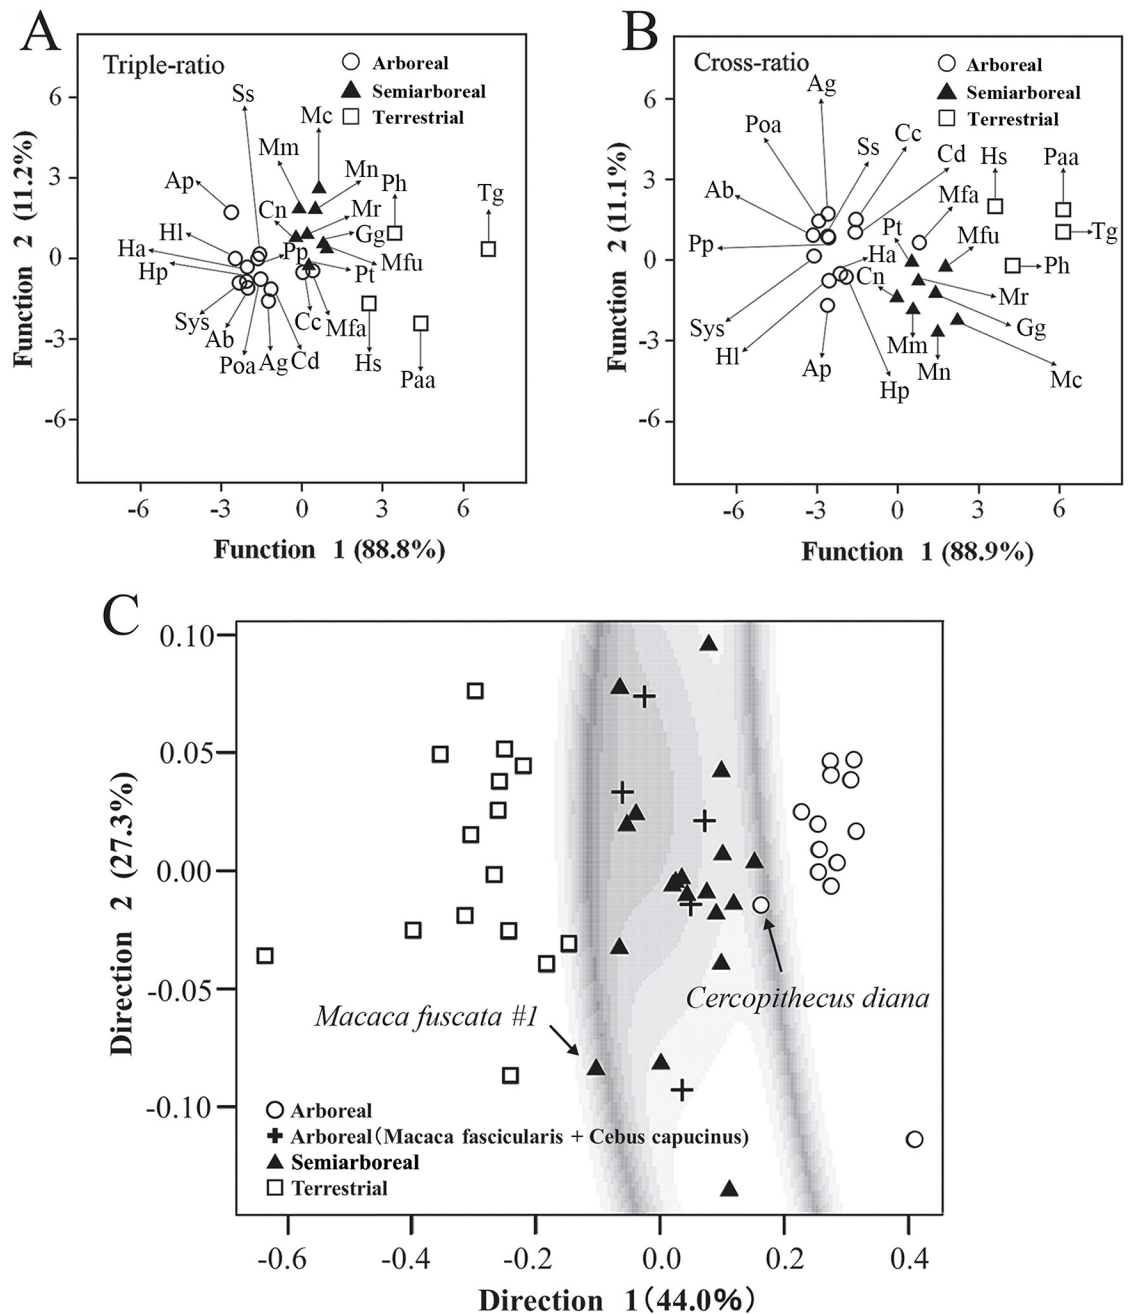 A
Triple-ratio
Arboreal
Semiarboreal
Terrestrial
Ss
Mc
Mm
Mn
Ap
Ph
Tg
Cn
Mr
Hl
Gg
Ha
Pp
Mfu
Hp
Pt
Sys
Ab
Cc
Mfa
Poa
Ag
Cd
Hs
Paa
6
3
0
-3
-6
-6
-3
0
3
6
Function 2 (11.2%)
Function 1 (88.8%)
B
Cross-ratio
Arboreal
Semiarboreal
Terrestrial
Ag
Poa
Ss
Cc
Cd
Hs
Paa
Ab
Mfa
Pt
Mfu
Tg
Pp
Ha
Ph
Cn
Mr
Sys
Gg
Hl
Mm
Ap
Mn
Mc
Hp
6
3
0
-3
-6
-6
-3
0
3
6
Function 2 (11.1%)
Function 1 (88.9%)
C
0.10
0.05
0.00
-0.05
-0.10
Direction 2 (27.3%)
Cercopithecus diana
Macaca fuscata #1
Arboreal
Arboreal(Macaca fascicularis + Cebus capucinus)
Semiarboreal
Terrestrial
-0.6
-0.4
-0.2
0.0
0.2
0.4
Direction 1(44.0%)